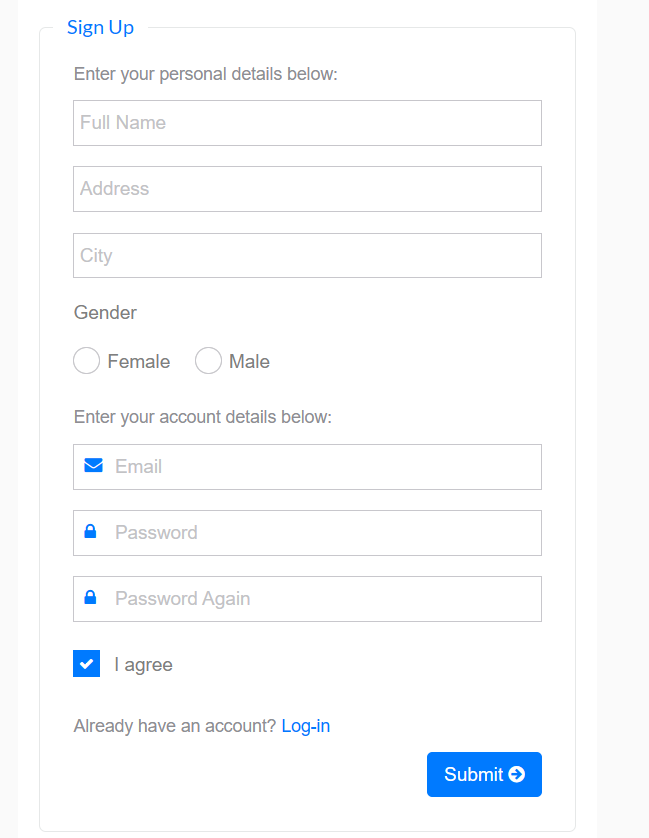 Sign Up
Enter your personal details below:
Full Name
Address
City
Gender
Female Male
Enter your account details below:
Email
Password
Password Again
I agree
Already have an account? Log-in
Submit